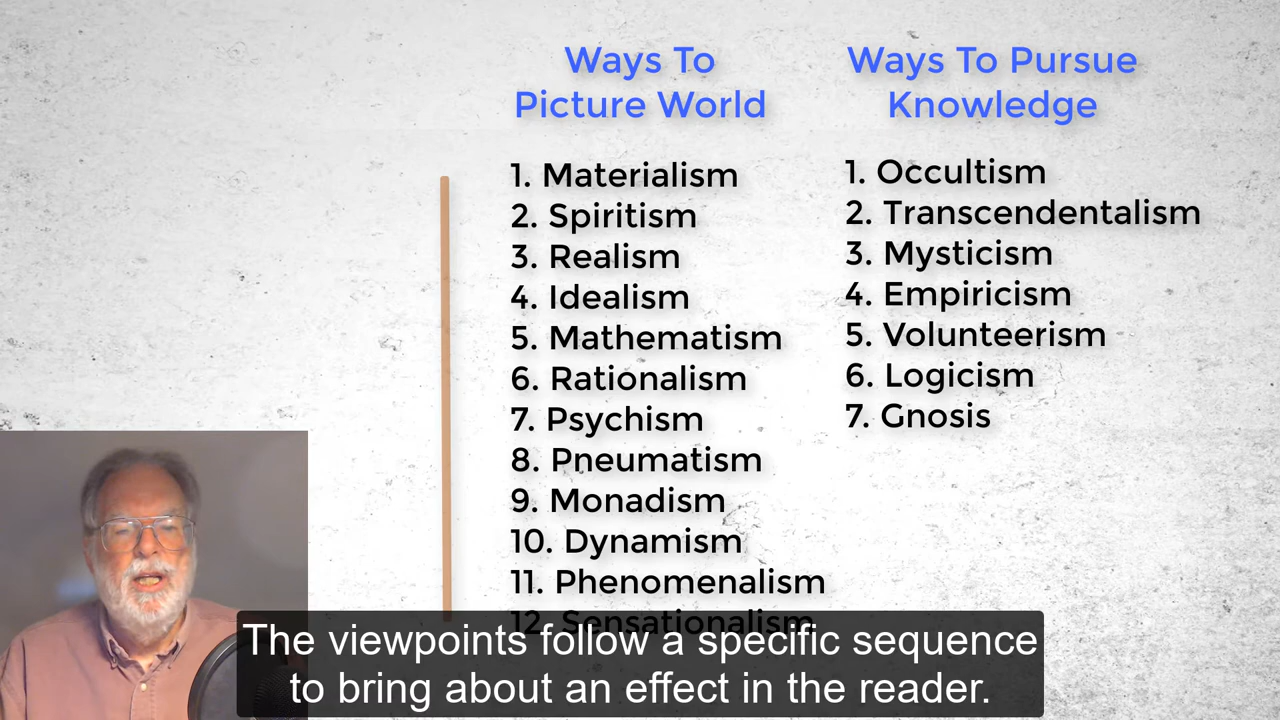 Ways To
Picture World
1. Materialism
2. Spiritism
3. Realism
4. Idealism
5. Mathematism
6. Rationalism
7. Psychism
8. Pneumatism
9. Monadism
10. Dynamism
11. Phenomenalism
12. Sensationalism
Ways To Pursue
Knowledge
1. Occultism
2. Transcendentalism
3. Mysticism
4. Empiricism
5. Volunteerism
6. Logicism
7. Gnosis
The viewpoints follow a specific sequence
to bring about an effect in the reader.